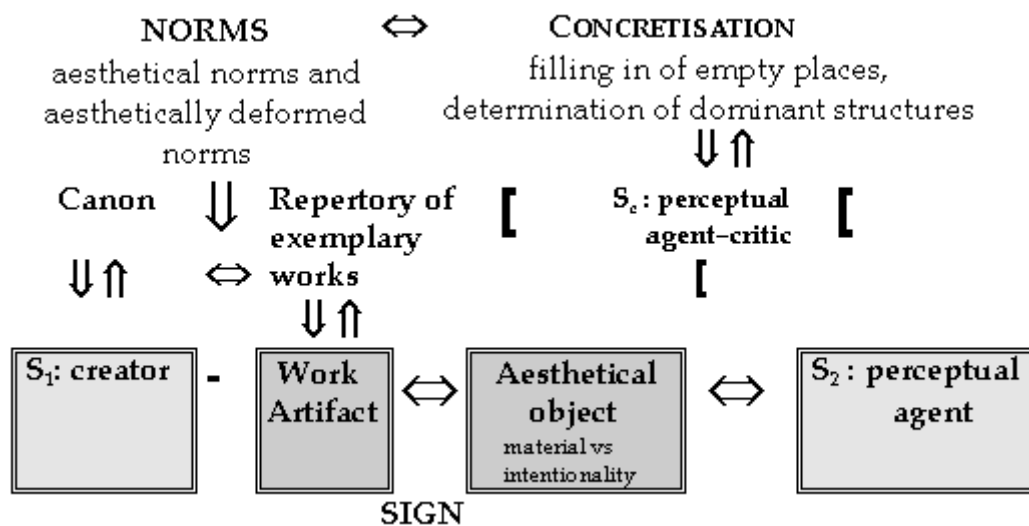 NORMS ⇔ CONCRETISATION
aesthetical norms and
aesthetically deformed
norms
filling in of empty places,
determination of dominant structures
⇓⇑
Canon
⇓
Repertory of
exemplary
works
[
Sc : perceptual
agent-critic
[
⇓⇑
⇔
[
⇓⇑
S1: creator
-
Work
Artifact
⇔
Aesthetical
object
material vs
intentionality
⇔
S2 : perceptual
agent
SIGN